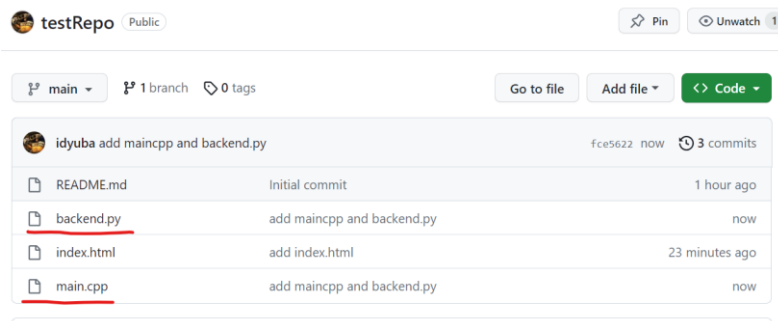 testRepo Public Pin Unwatch 1
main 1 branch 0 tags Go to file Add file <> Code
idyuba add maincpp and backend.py fce5622 now 3 commits
README.md Initial commit 1 hour ago
backend.py add maincpp and backend.py now
index.html add index.html 23 minutes ago
main.cpp add maincpp and backend.py now